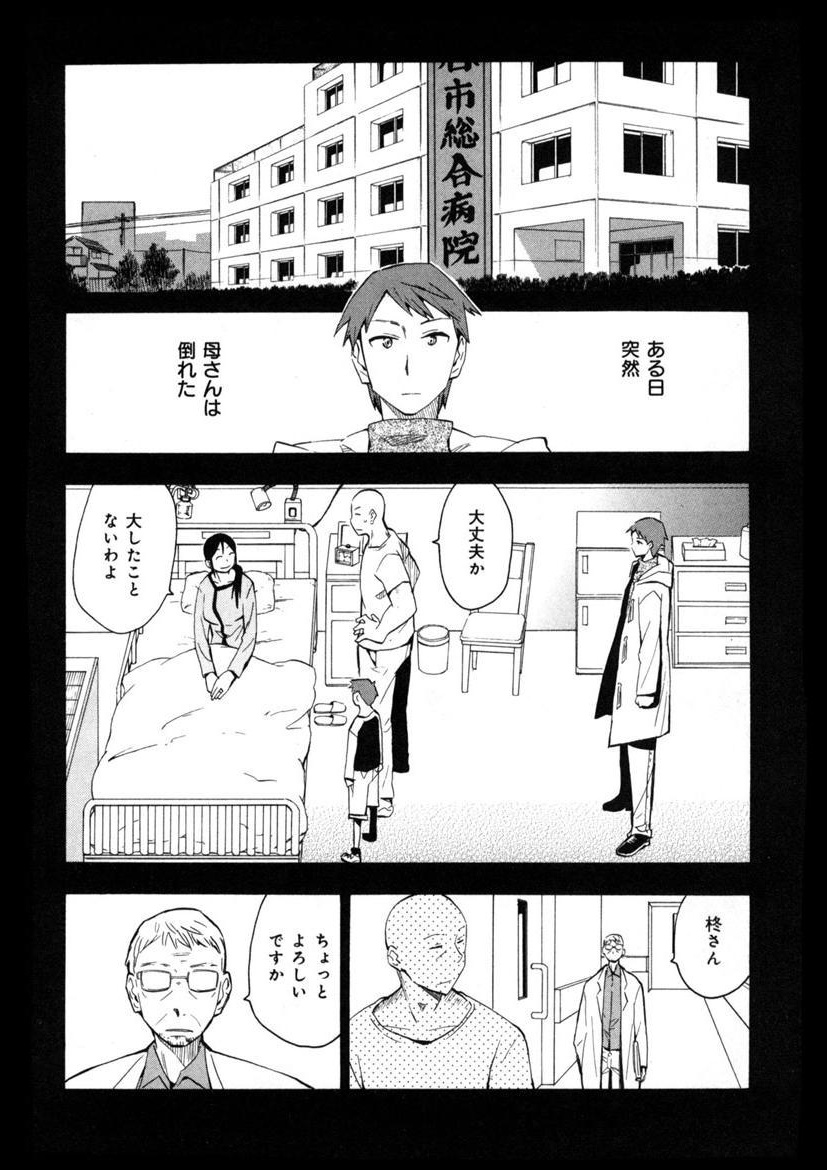 市総合病院
ある日
突然
母さんは
倒れた
大丈夫か
大したこと
ないわよ
柊さん
ちょっと
よろしい
ですか